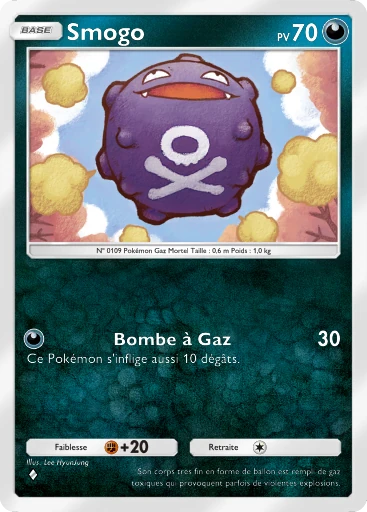 BASE
Smogo
PV 70
N° 0109 Pokémon Gaz Mortel Taille : 0,6 m Poids : 1,0 kg
Bombe à Gaz 30
Ce Pokémon s'inflige aussi 10 dégâts.
Faiblesse +20 Retraite
Illus. Lee HyunJung
Son corps très fin en forme de ballon est rempli de gaz
toxiques qui provoquent parfois de violentes explosions.